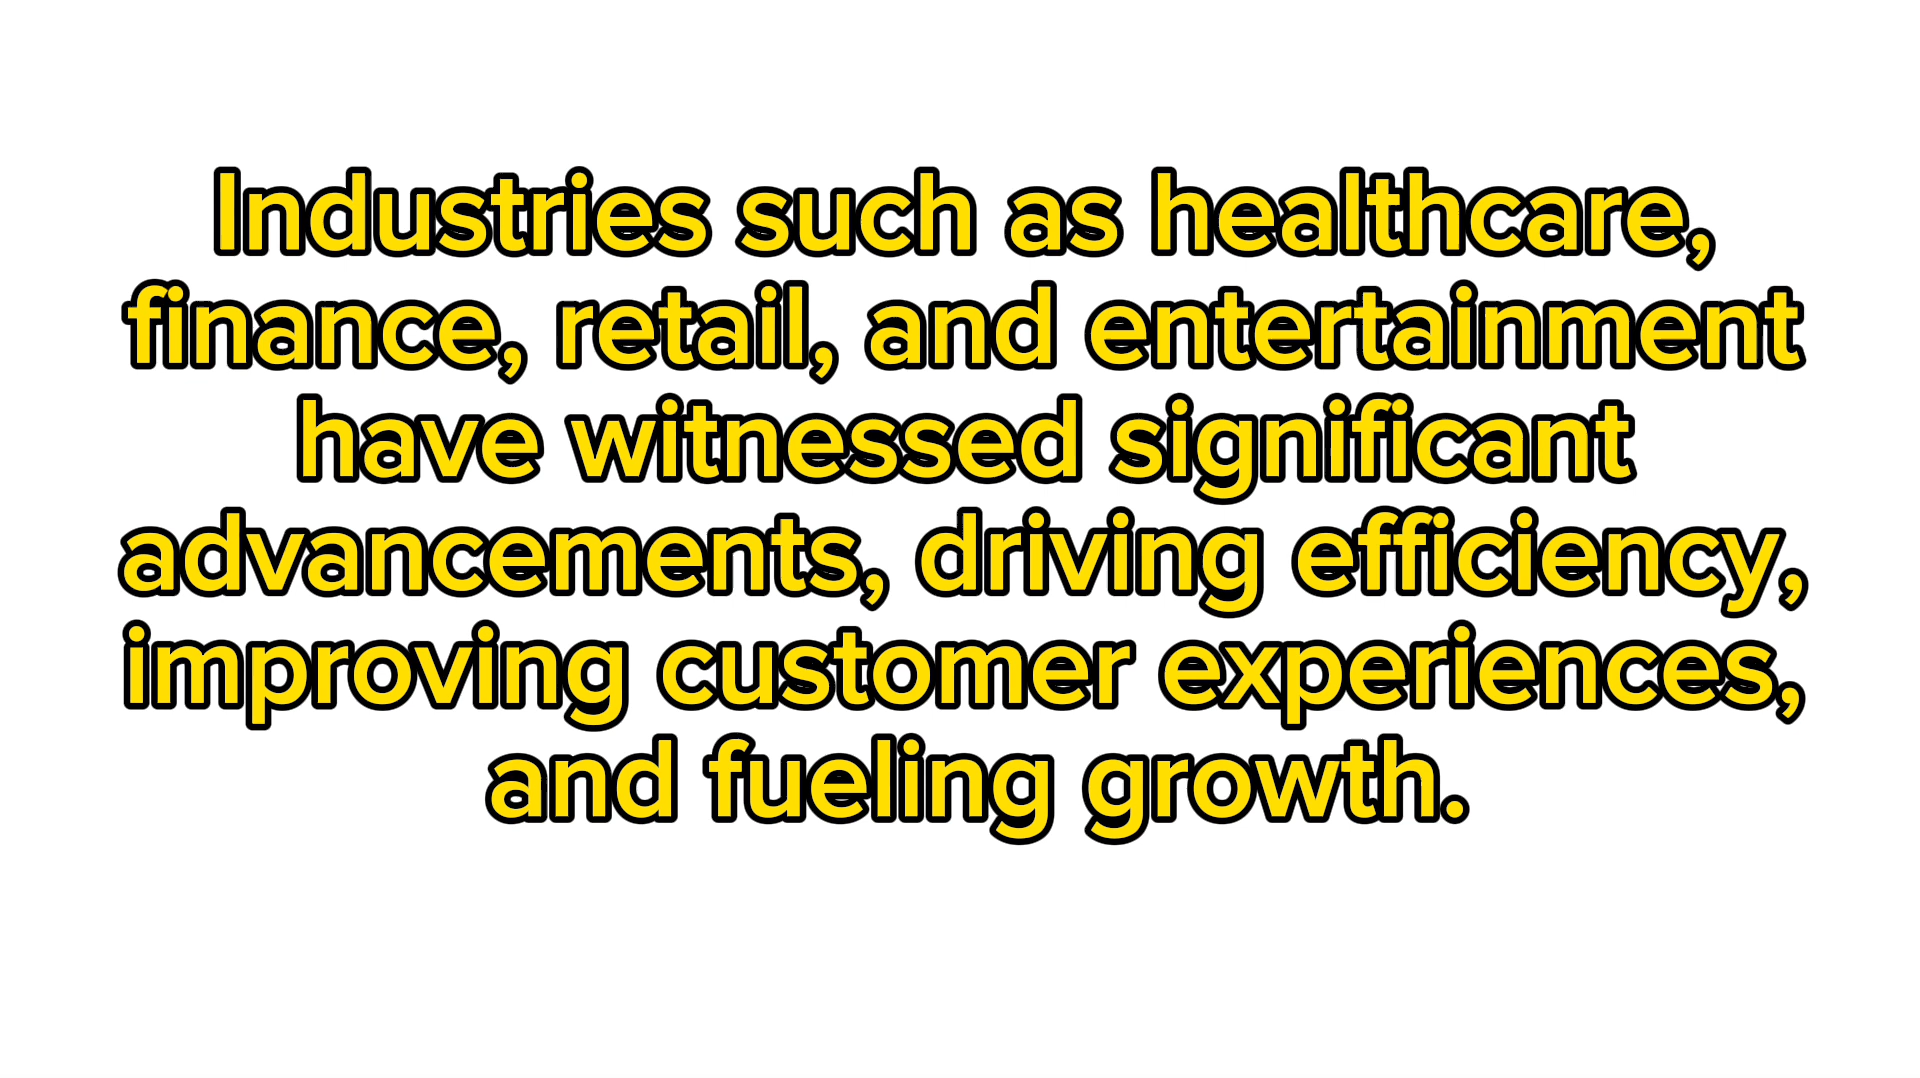 Industries such as healthcare,
finance, retail, and entertainment
have witnessed significant
advancements, driving efficiency,
improving customer experiences,
and fueling growth.